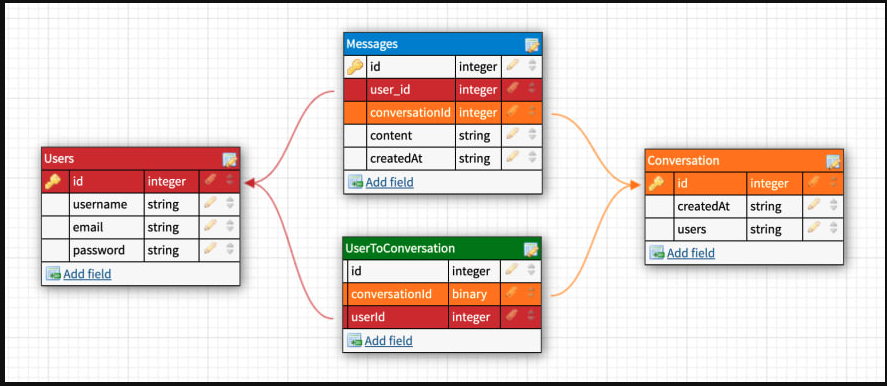 Messages
id integer
user_id integer
conversationId integer
content string
createdAt string
Add field
Users
id integer
username string
email string
password string
Add field
UserToConversation
id integer
conversationId binary
userId integer
Add field
Conversation
id integer
createdAt string
users string
Add field